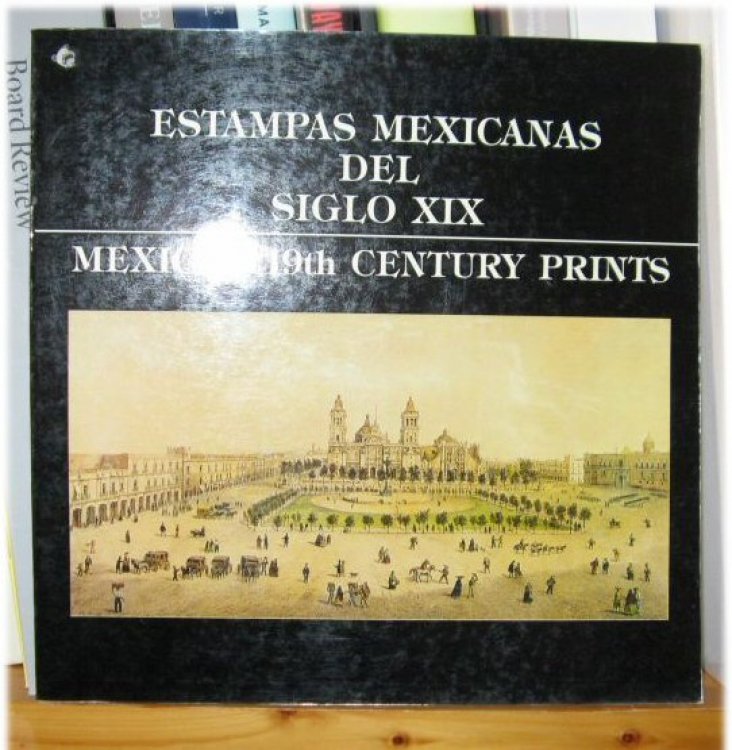 ESTAMPAS MEXICANAS
DEL
SIGLO XIX
19th CENTURY PRINTS
Board Review